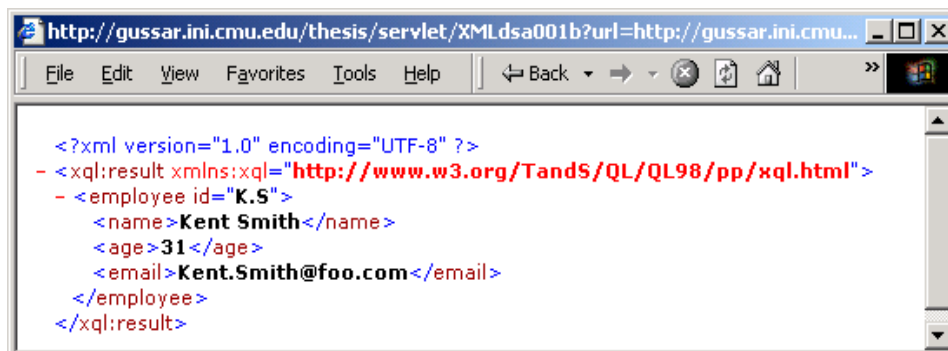 http://gussar.ini.cmu.edu/thesis/servlet/XMLdsa001b?url=http://gussar.ini.cmu...
File Edit View Favorites Tools Help Back »
<?xml version="1.0" encoding="UTF-8" ?>
- <xql:result xmlns:xql="http://www.w3.org/TandS/QL/QL98/pp/xql.html">
- <employee id="K.S">
<name>Kent Smith</name>
<age>31</age>
<email>Kent.Smith@foo.com</email>
</employee>
</xql:result>